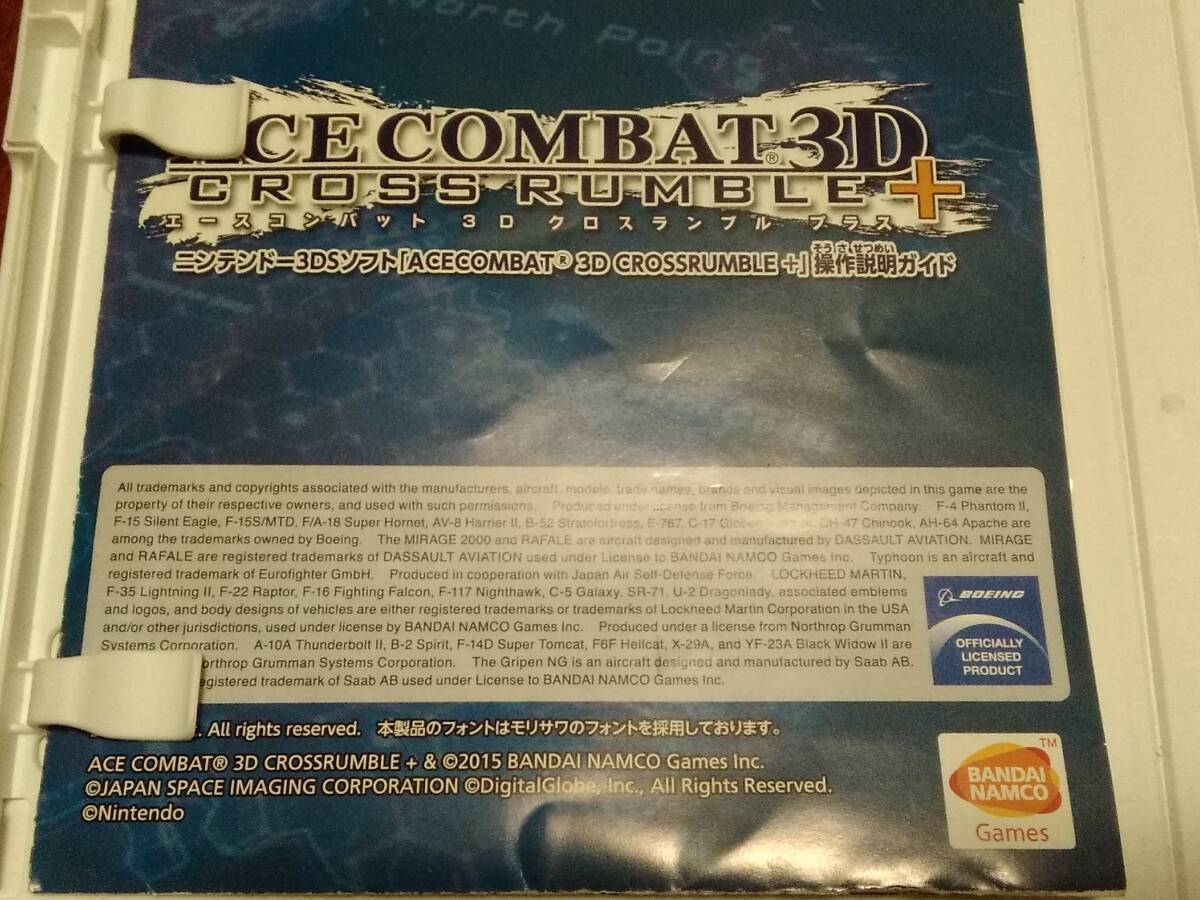 North Point
ACE COMBAT® 3D
CROSS RUMBLE +
エースコンバット 3D クロスランブル プラス
そう さ せつめい
ニンテンドー3DSソフト「ACECOMBAT® 3D CROSSRUMBLE +」操作説明ガイド
All trademarks and copyrights associated with the manufacturers, aircraft, models, trade names, brands and visual images depicted in this game are the
property of their respective owners, and used with such permissions. Produced under license from Boeing Management Company. F-4 Phantom II,
F-15 Silent Eagle, F-15S/MTD, F/A-18 Super Hornet, AV-8 Harrier II, B-52 Stratofortress, E-767, C-17 CH-47 Chinook, AH-64 Apache are
among the trademarks owned by Boeing. The MIRAGE 2000 and RAFALE are aircraft designed and manufactured by DASSAULT AVIATION. MIRAGE
and RAFALE are registered trademarks of DASSAULT AVIATION used under License to BANDAI NAMCO Games Inc. Typhoon is an aircraft and
registered trademark of Eurofighter GmbH. Produced in cooperation with Japan Air Self-Defense Force. LOCKHEED MARTIN,
F-35 Lightning II, F-22 Raptor, F-16 Fighting Falcon, F-117 Nighthawk, C-5 Galaxy, SR-71, U-2 Dragonlady, associated emblems
and logos, and body designs of vehicles are either registered trademarks or trademarks of Lockheed Martin Corporation in the USA
and/or other jurisdictions, used under license by BANDAI NAMCO Games Inc. Produced under a license from Northrop Grumman
Systems Corporation. A-10A Thunderbolt II, B-2 Spirit, F-14D Super Tomcat, F6F Hellcat, X-29A, and YF-23A Black Widow II are
orthrop Grumman Systems Corporation. The Gripen NG is an aircraft designed and manufactured by Saab AB.
egistered trademark of Saab AB used under License to BANDAI NAMCO Games Inc.
BOEING
OFFICIALLY
LICENSED
PRODUCT
All rights reserved. 本製品のフォントはモリサワのフォントを採用しております。
ACE COMBAT® 3D CROSSRUMBLE + & ©2015 BANDAI NAMCO Games Inc.
©JAPAN SPACE IMAGING CORPORATION ©DigitalGlobe, Inc., All Rights Reserved.
©Nintendo
BANDAI
NAMCO
Games
TM